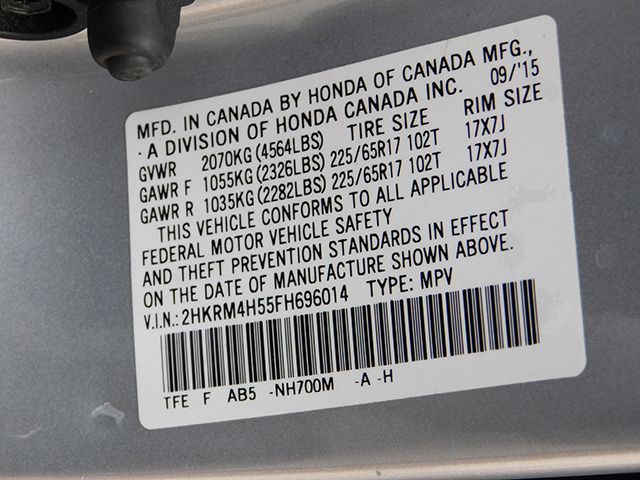 MFD. IN CANADA BY HONDA OF CANADA MFG.,
· A DIVISION OF HONDA CANADA INC. 09/'15
GVWR 2070KG (4564LBS) TIRE SIZE RIM SIZE
GAWR F 1055KG (2326LBS) 225/65R17 102T 17X7J
GAWR R 1035KG (2282LBS) 225/65R17 102T 17X7J
THIS VEHICLE CONFORMS TO ALL APPLICABLE
FEDERAL MOTOR VEHICLE SAFETY
AND THEFT PREVENTION STANDARDS IN EFFECT
ON THE DATE OF MANUFACTURE SHOWN ABOVE.
V.I.N.: 2HKRM4H55FH696014 TYPE: MPV
TFE F AB5 -NH700M -A -H